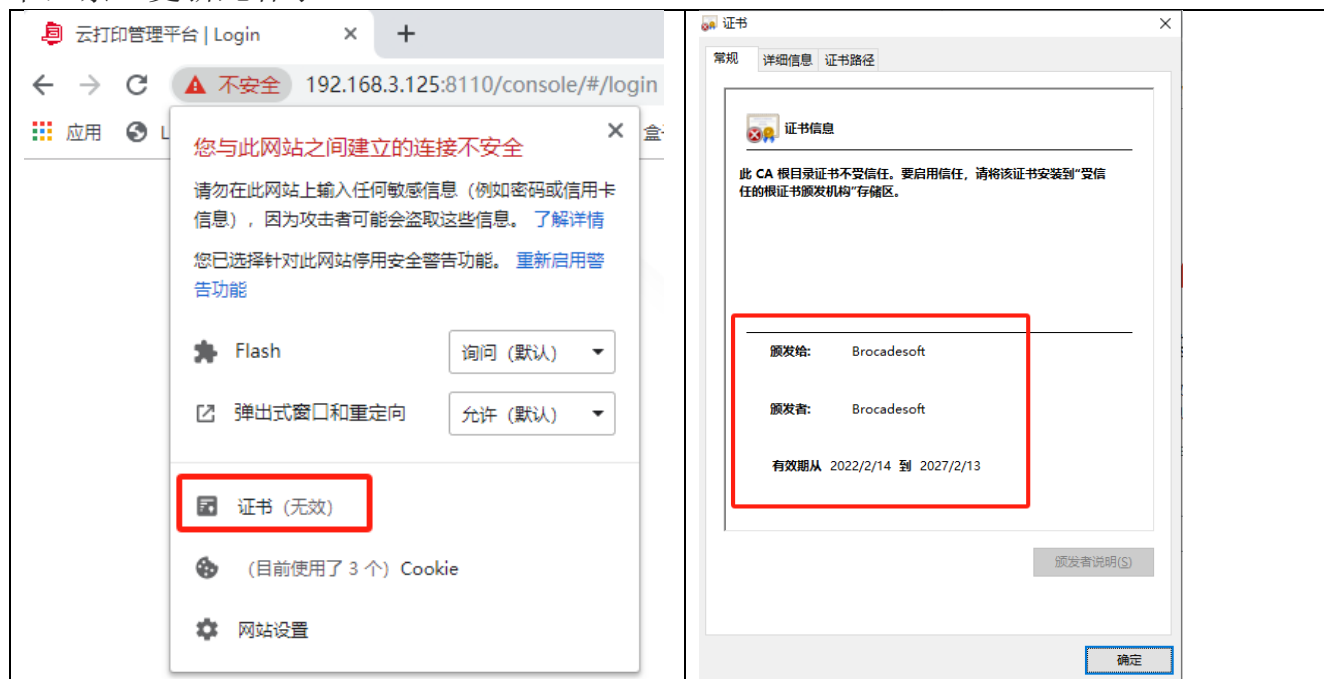 云打印管理平台 | Login
不安全 192.168.3.125:8110/console/#/login
应用
您与此网站之间建立的连接不安全
请勿在此网站上输入任何敏感信息（例如密码或信用卡
信息），因为攻击者可能会盗取这些信息。 了解详情
您已选择针对此网站停用安全警告功能。 重新启用警
告功能
Flash 询问（默认）
弹出式窗口和重定向 允许（默认）
证书（无效）
（目前使用了 3 个）Cookie
网站设置
证书
常规 详细信息 证书路径
证书信息
此 CA 根目录证书不受信任。要启用信任，请将该证书安装到“受信
任的根证书颁发机构”存储区。
颁发给: Brocadesoft
颁发者: Brocadesoft
有效期从 2022/2/14 到 2027/2/13
颁发者说明(S)
确定